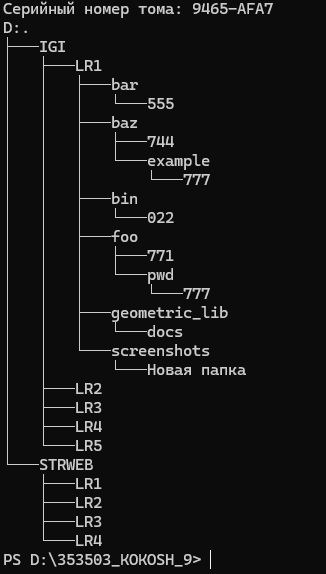 Серийный номер тома: 9465-AFA7
D:.
├───IGI
│   ├───LR1
│   │   ├───bar
│   │   │   └───555
│   │   ├───baz
│   │   │   ├───744
│   │   │   └───example
│   │   │       └───777
│   │   ├───bin
│   │   │   └───022
│   │   ├───foo
│   │   │   ├───771
│   │   │   └───pwd
│   │   │       └───777
│   │   ├───geometric_lib
│   │   │   └───docs
│   │   └───screenshots
│   │       └───Новая папка
│   ├───LR2
│   ├───LR3
│   ├───LR4
│   └───LR5
└───STRWEB
    ├───LR1
    ├───LR2
    ├───LR3
    └───LR4
PS D:\353503_KOKOSH_9>